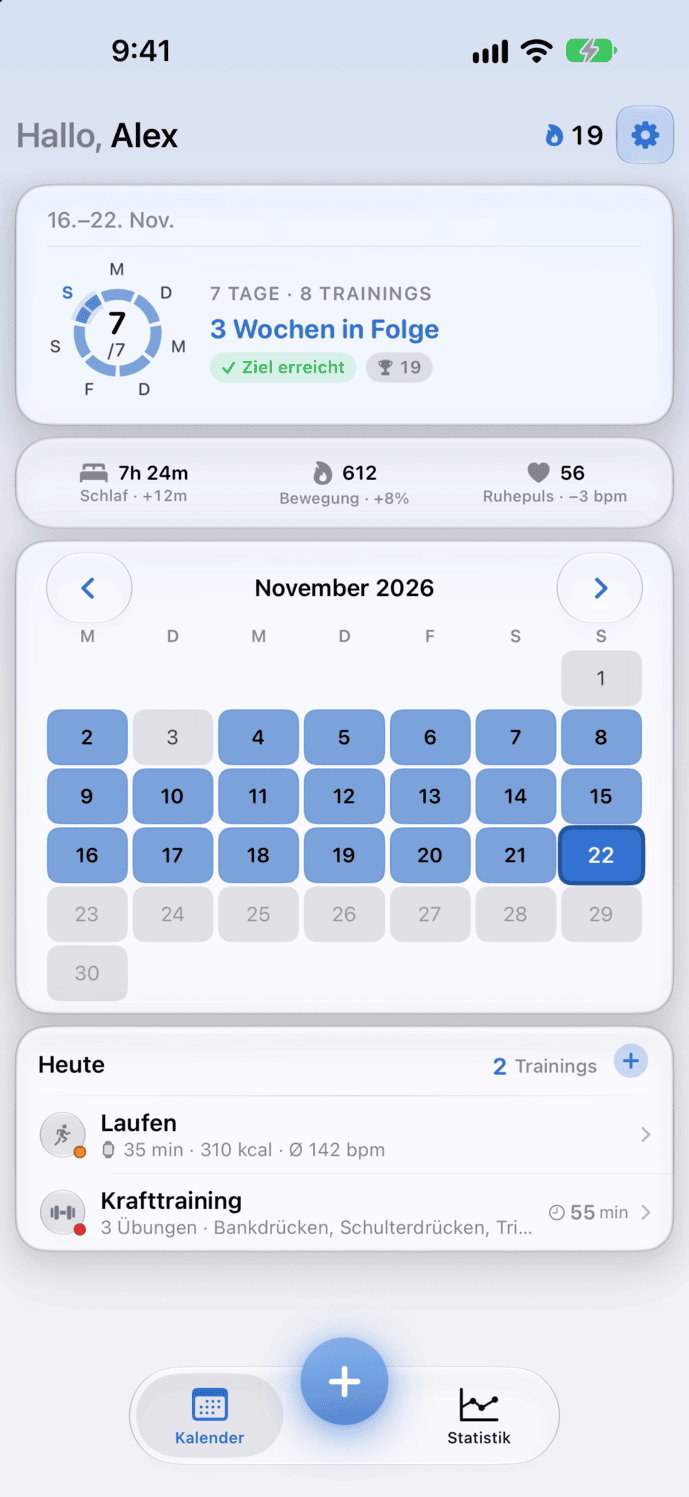 9:41
Hallo, Alex
19
16.–22. Nov.
M
S D
7
/7
S M
F D
7 TAGE · 8 TRAININGS
3 Wochen in Folge
Ziel erreicht 19
7h 24m
Schlaf · +12m
612
Bewegung · +8%
56
Ruhepuls · −3 bpm
November 2026
M D M D F S S
1
2 3 4 5 6 7 8
9 10 11 12 13 14 15
16 17 18 19 20 21 22
23 24 25 26 27 28 29
30
Heute 2 Trainings
Laufen
35 min · 310 kcal · Ø 142 bpm
Krafttraining
3 Übungen · Bankdrücken, Schulterdrücken, Tri...
55 min
Kalender
Statistik